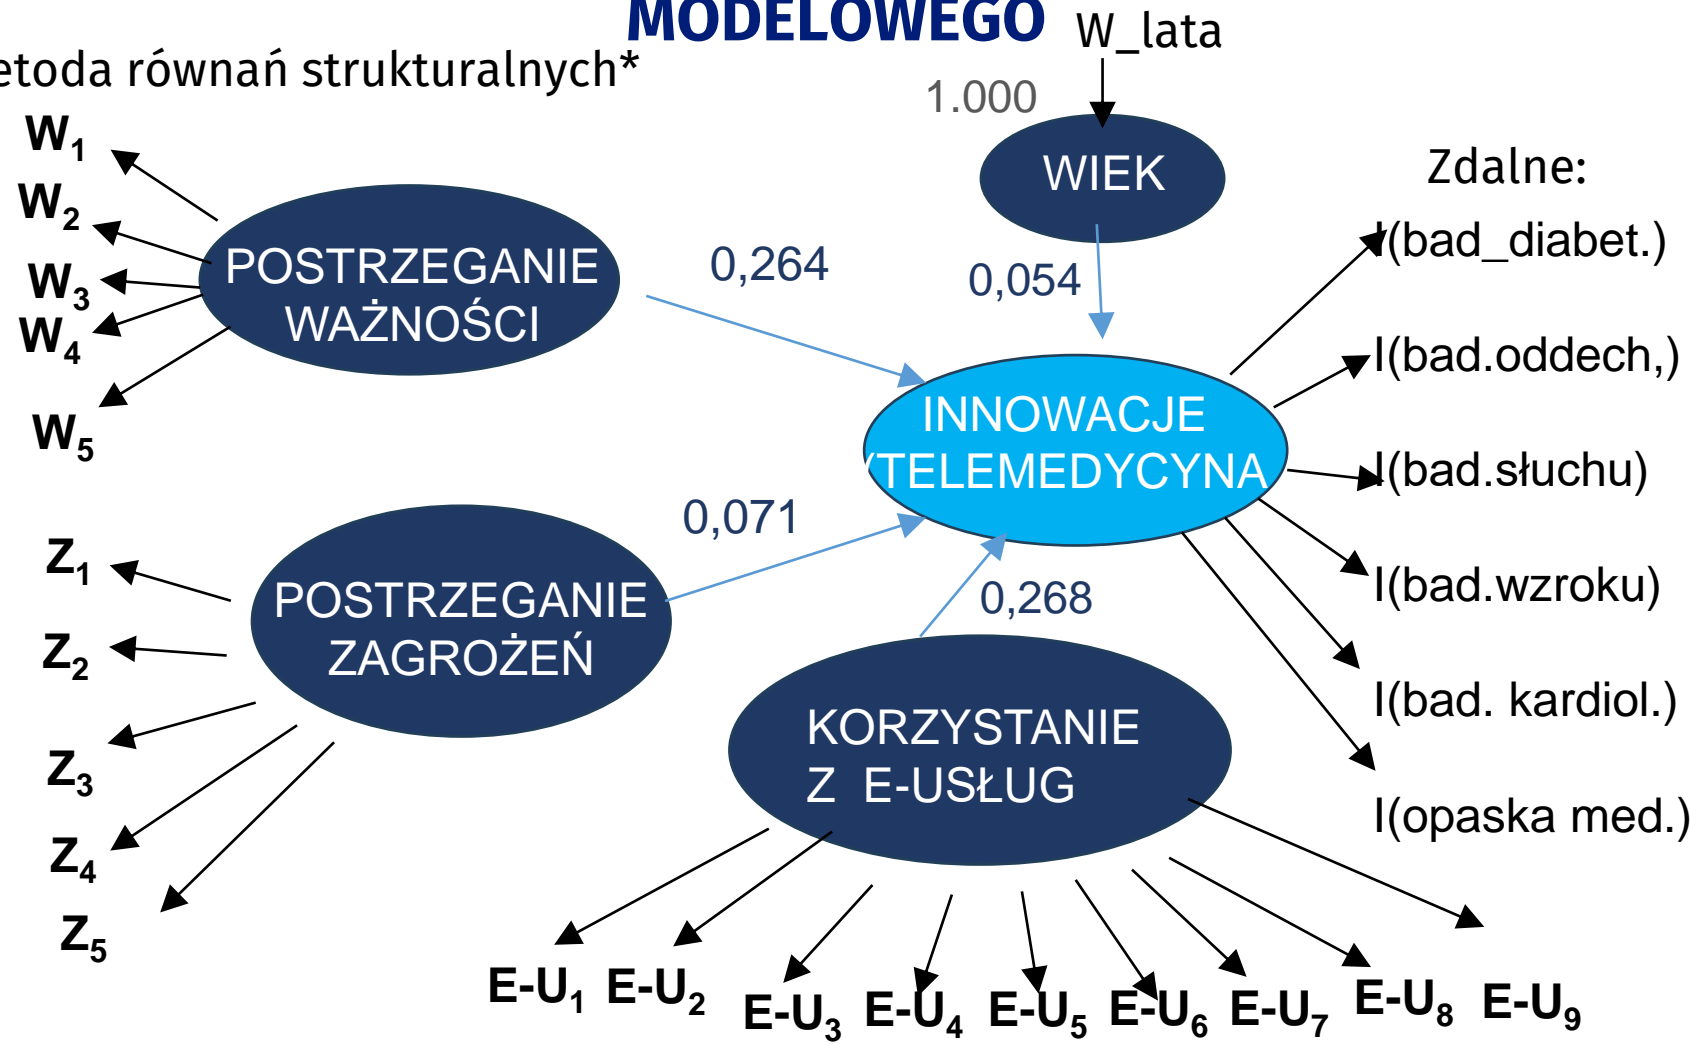 MODELOWEGO
etoda równań strukturalnych*
W_lata
1.000
WIEK
0,054
W1
W2
W3
W4
W5
POSTRZEGANIE
WAŻNOŚCI
0,264
Zdalne:
I(bad_diabet.)
I(bad.oddech,)
I(bad.słuchu)
I(bad.wzroku)
I(bad. kardiol.)
I(opaska med.)
INNOWACJE
/TELEMEDYCYNA
Z1
Z2
Z3
Z4
Z5
POSTRZEGANIE
ZAGROŻEŃ
0,071
0,268
KORZYSTANIE
Z E-USŁUG
E-U1 E-U2 E-U3 E-U4 E-U5 E-U6 E-U7 E-U8 E-U9